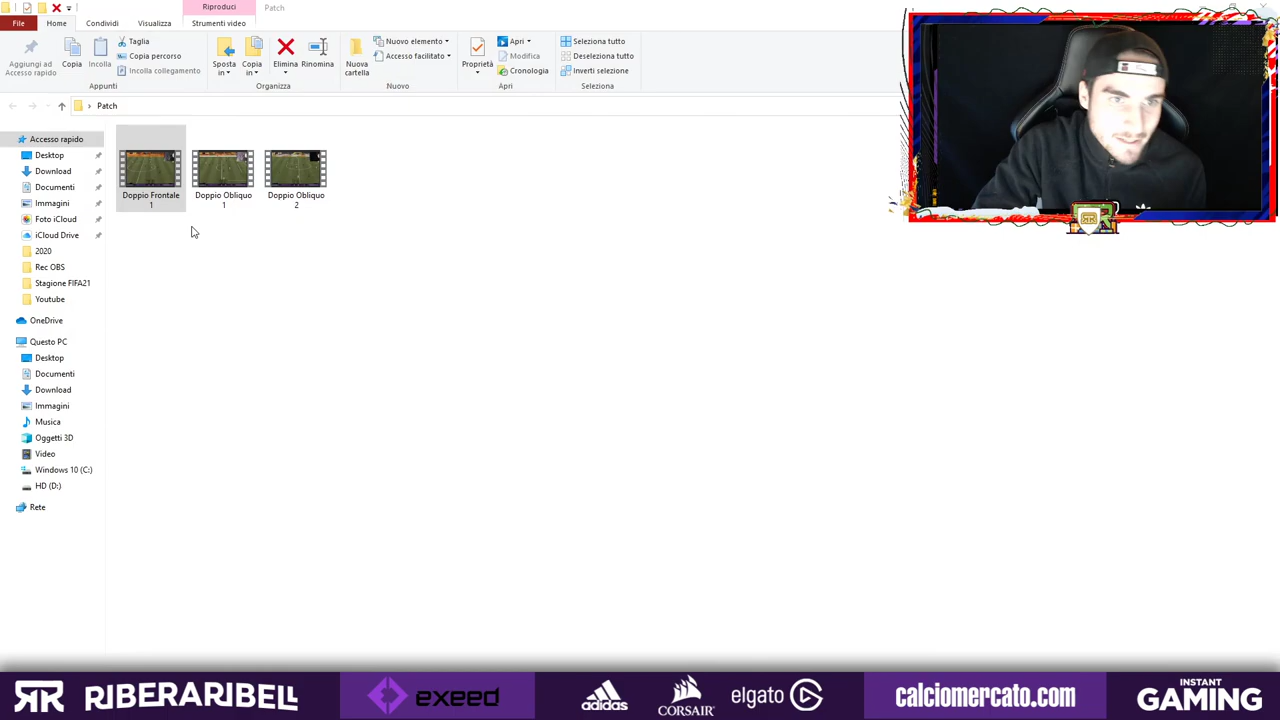 Riproduci
Patch
File
Home
Condividi
Visualizza
Strumenti video
Aggiungi ad
Accesso rapido
Copia
Incolla
Taglia
Copia percorso
Incolla collegamento
Appunti
Sposta
in
Copia
in
Elimina
Rinomina
Organizza
Nuova
cartella
Nuovo elemento
Accesso facilitato
Nuovo
Proprietà
Apri
Modifica
Cronologia
Apri
Seleziona tutto
Deseleziona tutto
Inverti selezione
Seleziona
Patch
Accesso rapido
Desktop
Download
Documenti
Immagini
Foto iCloud
iCloud Drive
2020
Rec OBS
Stagione FIFA21
Youtube
OneDrive
Questo PC
Desktop
Documenti
Download
Immagini
Musica
Oggetti 3D
Video
Windows 10 (C:)
HD (D:)
Rete
Doppio Frontale
1
Doppio Obliquo
1
Doppio Obliquo
2
RR RIBERARIBELL
exeed
adidas
CORSAIR
elgato
calciomercato.com
INSTANT
GAMING